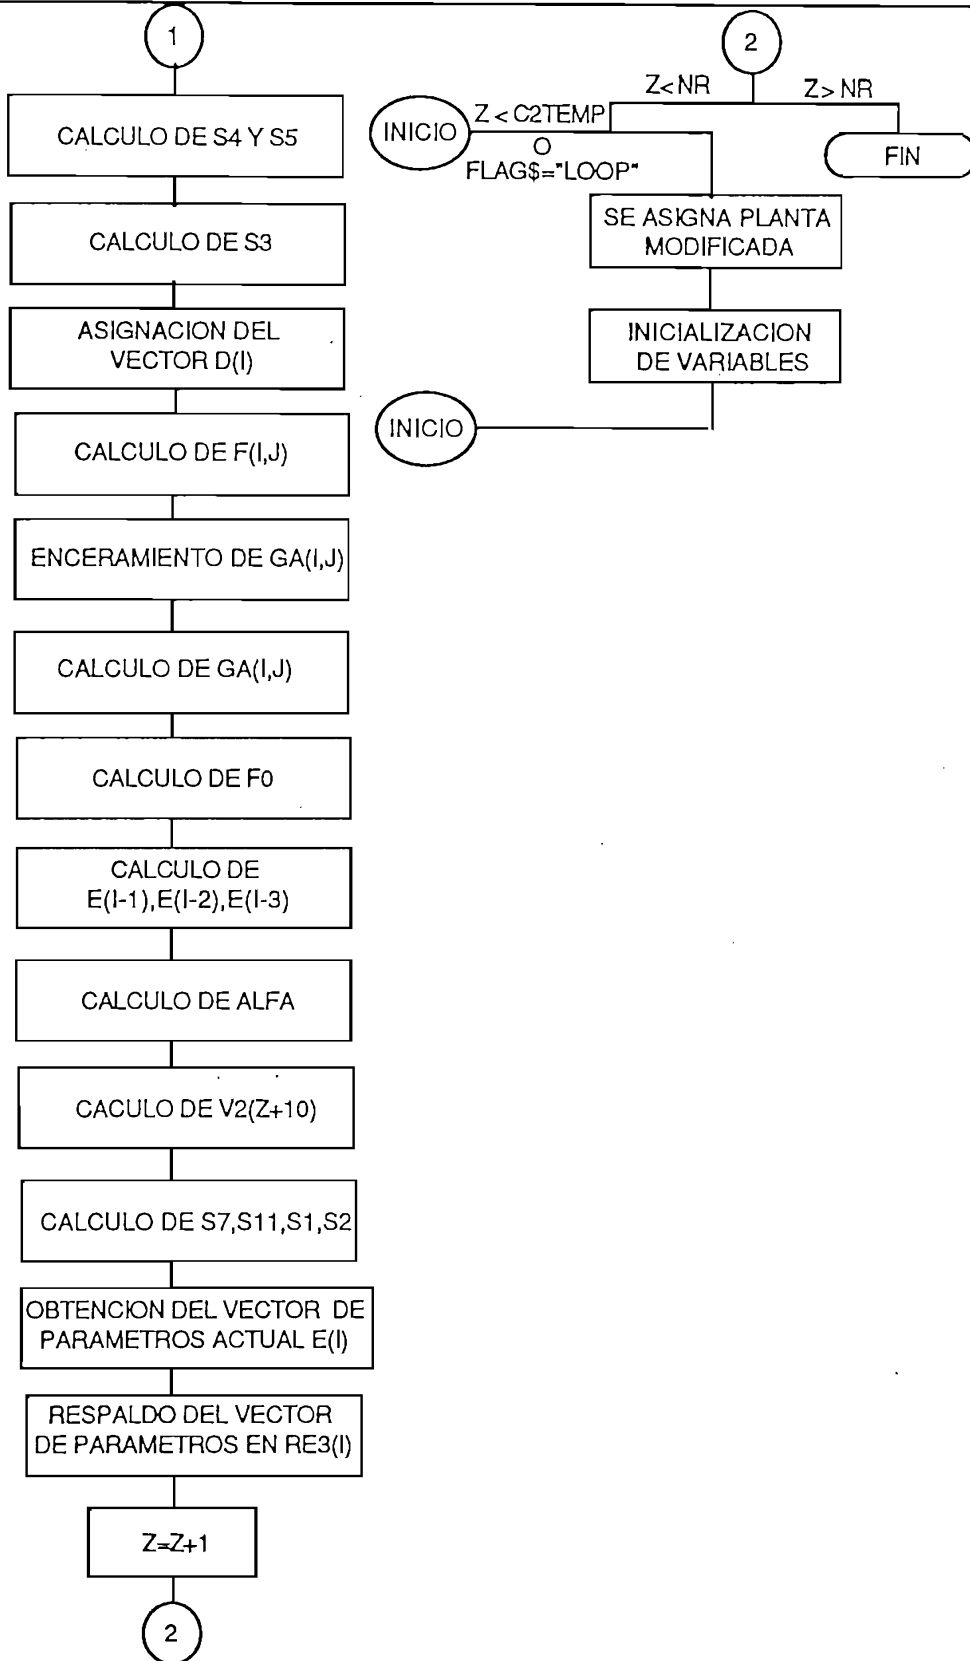 1
CALCULO DE S4 Y S5
CALCULO DE S3
ASIGNACION DEL
VECTOR D(I)
CALCULO DE F(I,J)
ENCERAMIENTO DE GA(I,J)
CALCULO DE GA(I,J)
CALCULO DE F0
CALCULO DE
E(I-1),E(I-2),E(I-3)
CALCULO DE ALFA
CACULO DE V2(Z+10)
CALCULO DE S7,S11,S1,S2
OBTENCION DEL VECTOR DE
PARAMETROS ACTUAL E(I)
RESPALDO DEL VECTOR
DE PARAMETROS EN RE3(I)
Z=Z+1
2
2
Z<NR
Z>NR
INICIO
Z<C2TEMP
O
FLAG$="LOOP"
FIN
SE ASIGNA PLANTA
MODIFICADA
INICIALIZACION
DE VARIABLES
INICIO